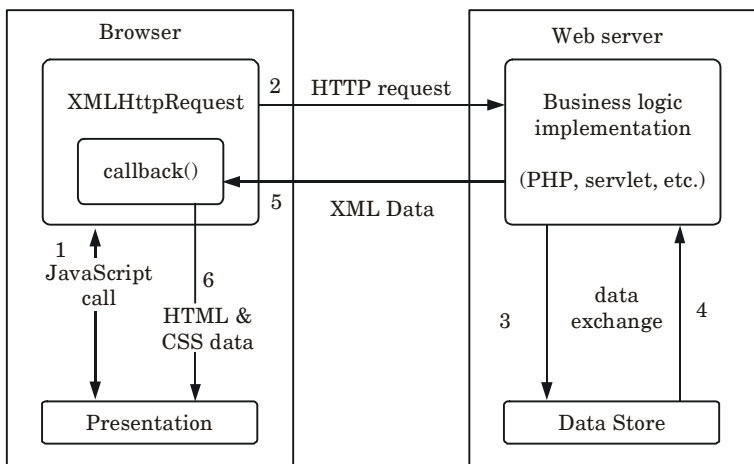 Browser
Web server
XMLHttpRequest
2
HTTP request
Business logic
implementation
(PHP, servlet, etc.)
callback()
5
XML Data
1
JavaScript
call
6
HTML &
CSS data
3
data
exchange
4
Presentation
Data Store